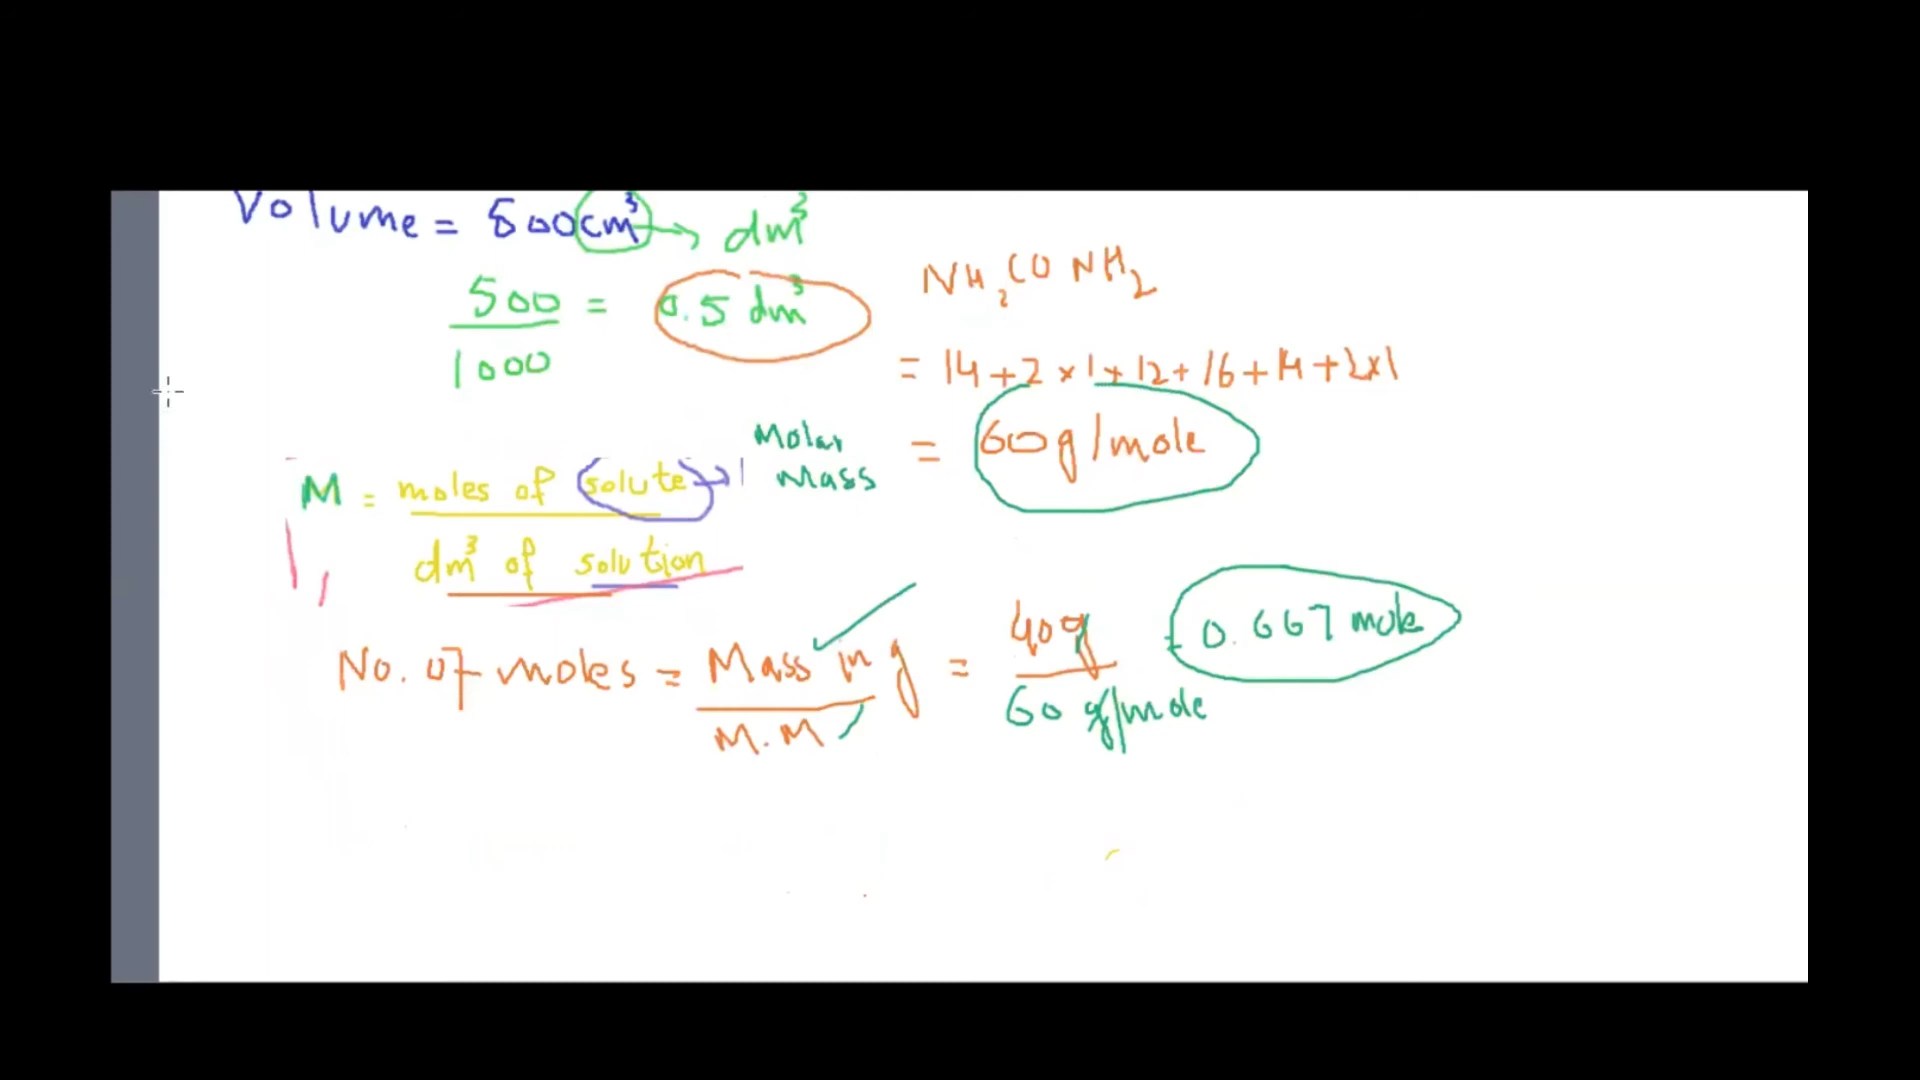 Volume = 500cm³ → dm³
500 = 0.5 dm³
1000
NH₂CONH₂
= 14+2×1+12+16+14+2×1
Molar Mass = 60g/mole
M = moles of solute →
dm³ of solution
No. of moles = Mass in g = 40g = 0.667 mole
M.M 60 g/mole